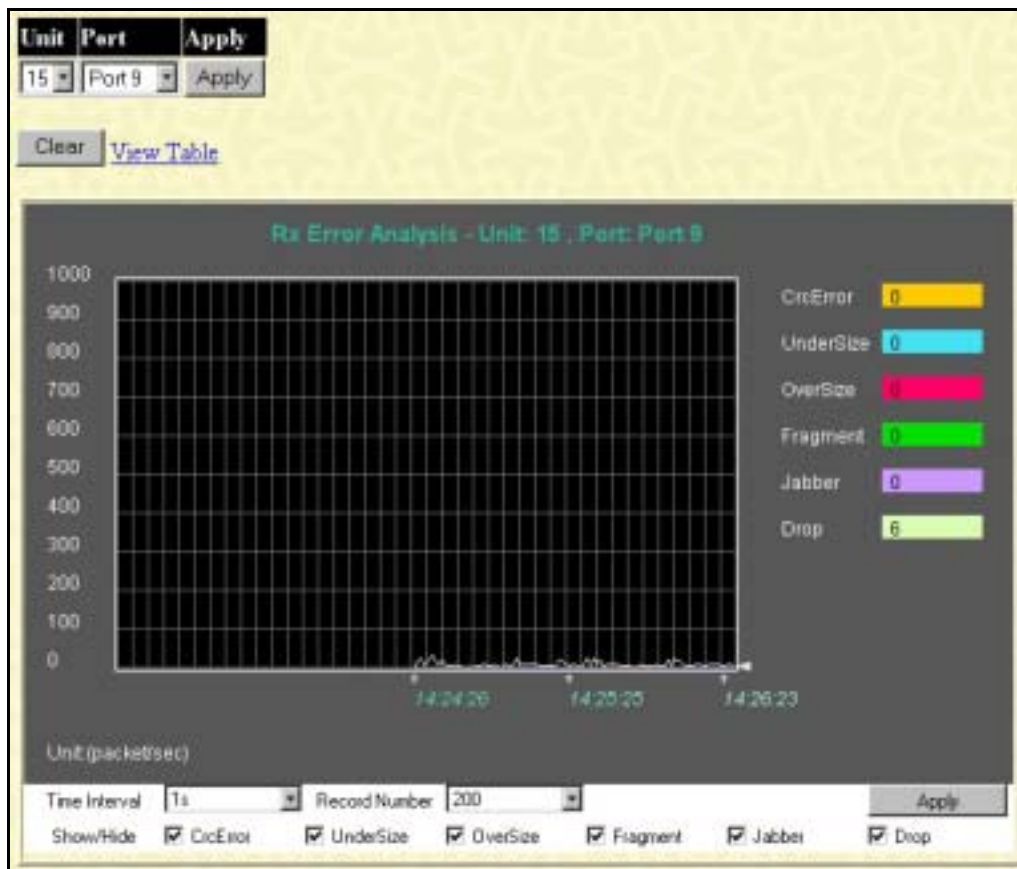 Unit Port Apply
15 Port 9 Apply
Clear View Table
Rx Error Analysis - Unit: 15 , Port: Port 9
1000
900
800
700
600
500
400
300
200
100
0
CrcError 0
UnderSize 0
OverSize 0
Fragment 0
Jabber 0
Drop 6
14:24:26 14:25:25 14:26:23
Unit:(packet/sec)
Time Interval 1s Record Number 200 Apply
Show/Hide CrcError UnderSize OverSize Fragment Jabber Drop